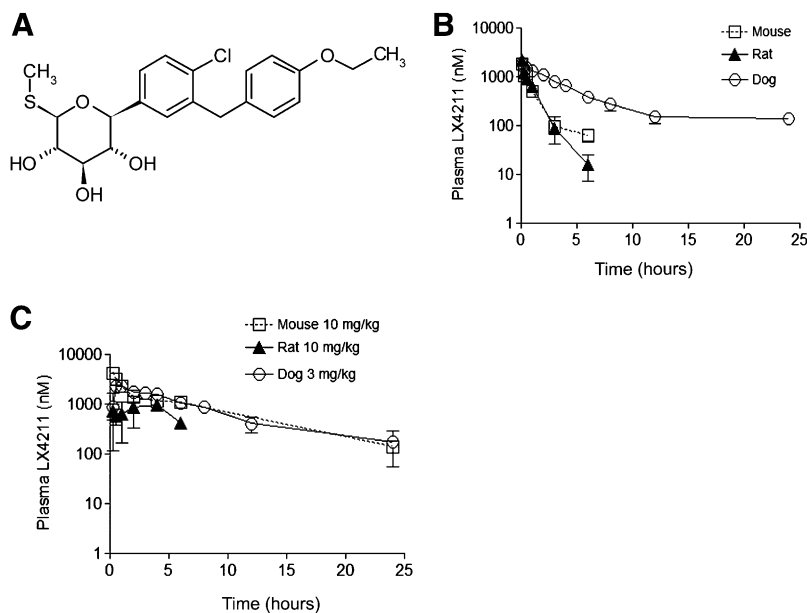 A
CH3
S
O
Cl
O
CH3
HO
OH
OH
B
Mouse
Rat
Dog
Plasma LX4211 (nM)
10000
1000
100
10
1
0 5 10 15 20 25
Time (hours)
C
Mouse 10 mg/kg
Rat 10 mg/kg
Dog 3 mg/kg
Plasma LX4211 (nM)
10000
1000
100
10
1
0 5 10 15 20 25
Time (hours)